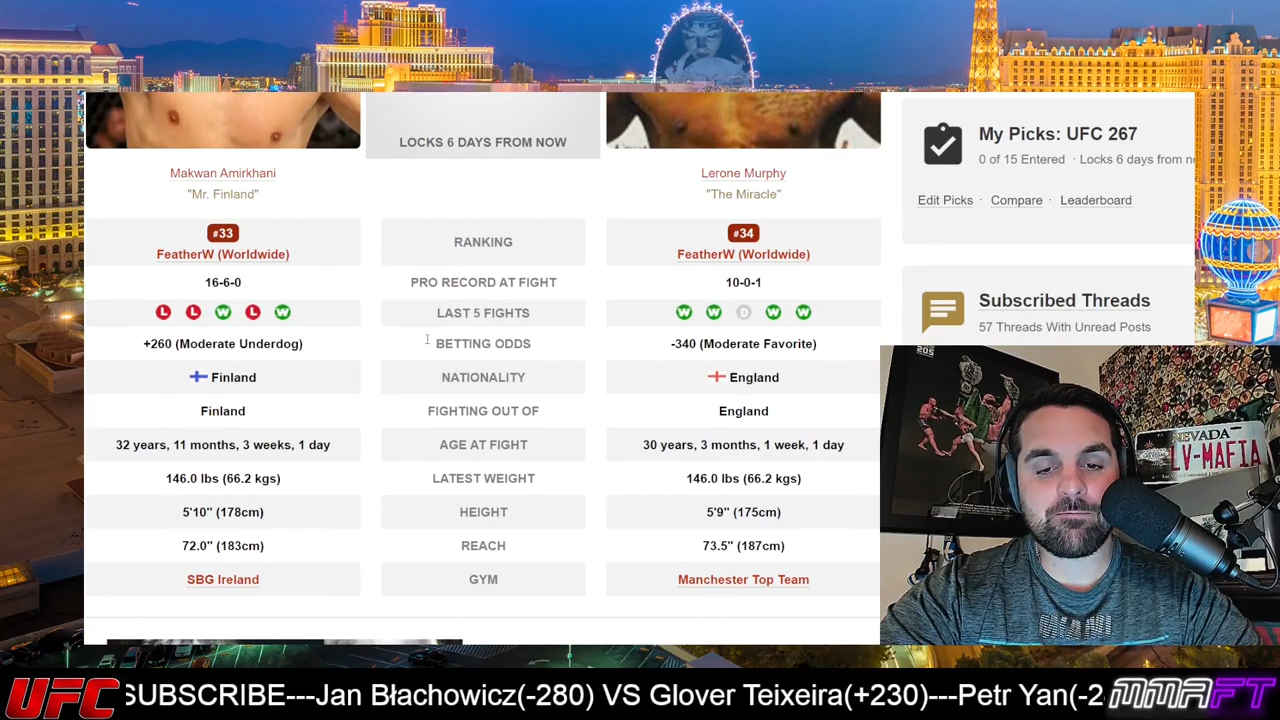 LOCKS 6 DAYS FROM NOW
Makwan Amirkhani
"Mr. Finland"
Lerone Murphy
"The Miracle"
#33
FeatherW (Worldwide)
RANKING
#34
FeatherW (Worldwide)
16-6-0
PRO RECORD AT FIGHT
10-0-1
L L W L W
LAST 5 FIGHTS
W W D W W
+260 (Moderate Underdog)
BETTING ODDS
-340 (Moderate Favorite)
Finland
NATIONALITY
England
Finland
FIGHTING OUT OF
England
32 years, 11 months, 3 weeks, 1 day
AGE AT FIGHT
30 years, 3 months, 1 week, 1 day
146.0 lbs (66.2 kgs)
LATEST WEIGHT
146.0 lbs (66.2 kgs)
5'10" (178cm)
HEIGHT
5'9" (175cm)
72.0" (183cm)
REACH
73.5" (187cm)
SBG Ireland
GYM
Manchester Top Team
My Picks: UFC 267
0 of 15 Entered · Locks 6 days from n
Edit Picks · Compare · Leaderboard
Subscribed Threads
57 Threads With Unread Posts
205
NEVADA
LV-MAFIA
MIAMI
UFC
SUBSCRIBE---Jan Błachowicz(-280) VS Glover Teixeira(+230)---Petr Yan(-2
MMAFT